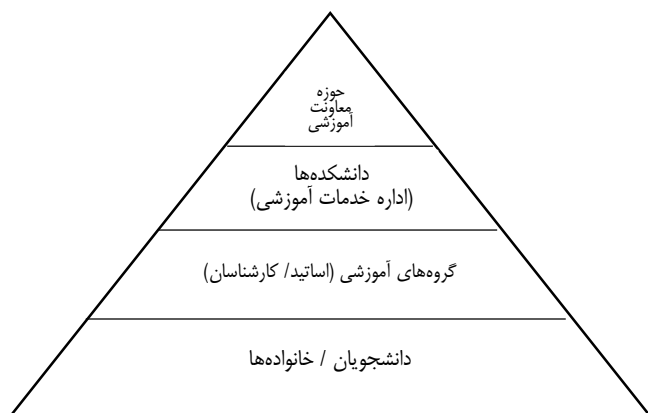 حوزه
معاونت
آموزشی
دانشکده‌ها
(اداره خدمات آموزشی)
گروه‌های آموزشی (اساتید/ کارشناسان)
دانشجویان / خانواده‌ها